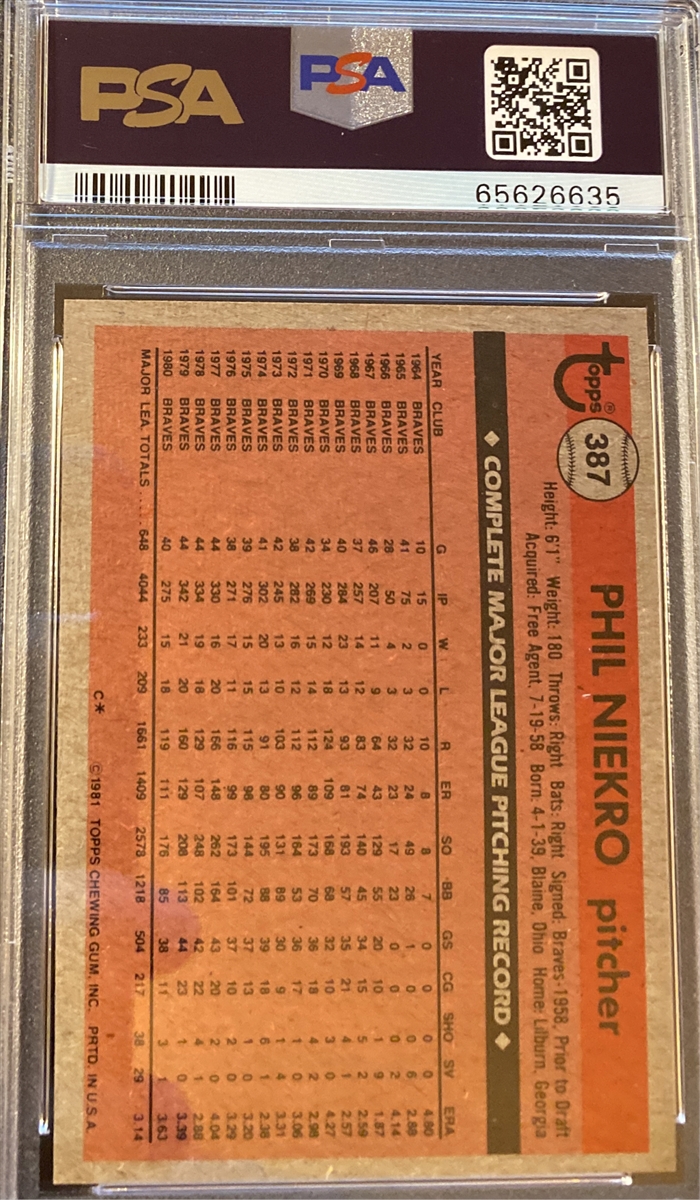 PSA
PSA
65626635
topps®
387
PHIL NIEKRO pitcher
Height: 6'1" Weight: 180 Throws: Right Bats: Right Signed: Braves-1958, Prior to Draft
Acquired: Free Agent, 7-19-58 Born: 4-1-39, Blaine, Ohio Home: Lilburn, Georgia
◆ COMPLETE MAJOR LEAGUE PITCHING RECORD ◆
YEAR CLUB G IP W L R ER SO BB GS CG SHO SV ERA
1964 BRAVES 10 15 0 0 10 8 8 7 0 0 0 0 4.80
1965 BRAVES 41 75 2 3 32 24 49 26 1 0 0 6 2.88
1966 BRAVES 28 50 4 3 32 23 17 23 0 0 0 2 4.14
1967 BRAVES 46 207 11 9 64 43 129 55 20 10 1 9 1.87
1968 BRAVES 37 257 14 12 83 74 140 45 34 15 5 2 2.59
1969 BRAVES 40 284 23 13 93 81 193 57 35 21 4 1 2.57
1970 BRAVES 34 230 12 18 124 109 168 68 32 10 3 0 4.27
1971 BRAVES 42 269 15 14 112 89 173 70 36 18 4 2 2.98
1972 BRAVES 38 282 16 12 112 96 164 53 36 17 1 0 3.06
1973 BRAVES 42 245 13 10 103 90 131 89 30 9 1 4 3.31
1974 BRAVES 41 302 20 13 91 80 195 88 39 18 6 1 2.38
1975 BRAVES 39 276 15 15 115 98 144 72 37 13 1 0 3.20
1976 BRAVES 38 271 17 11 116 99 173 101 37 10 2 0 3.29
1977 BRAVES 44 330 16 20 166 148 262 164 43 20 2 0 4.04
1978 BRAVES 44 334 19 18 129 107 248 102 42 22 4 1 2.88
1979 BRAVES 44 342 21 20 160 129 208 113 44 23 1 0 3.39
1980 BRAVES 40 275 15 18 119 111 176 85 38 11 3 1 3.63
MAJOR LEA. TOTALS ..... 648 4044 233 209 1661 1409 2578 1218 504 217 38 29 3.14
C* ©1981 TOPPS CHEWING GUM, INC. PRTD. IN U.S.A.